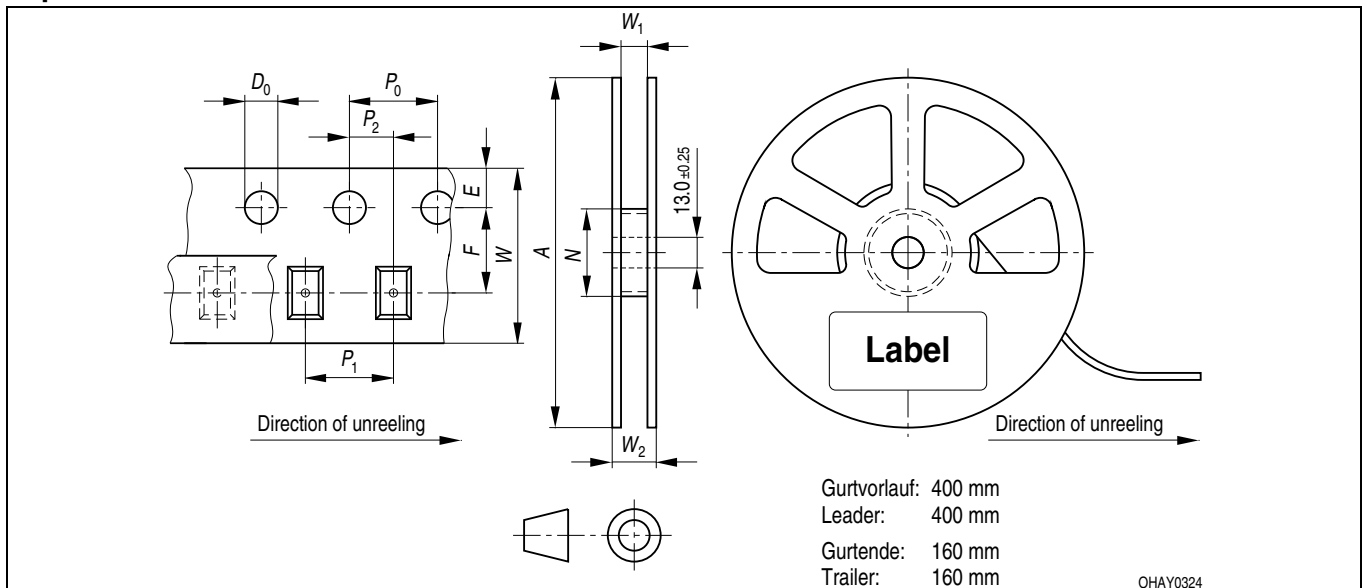 W₁
D₀
P₀
P₂
E
F
W
A
N
13.0 ±0.25
Label
P₁
W₂
Direction of unreeling
Direction of unreeling
Gurtvorlauf: 400 mm
Leader: 400 mm
Gurtende: 160 mm
Trailer: 160 mm
OHAY0324